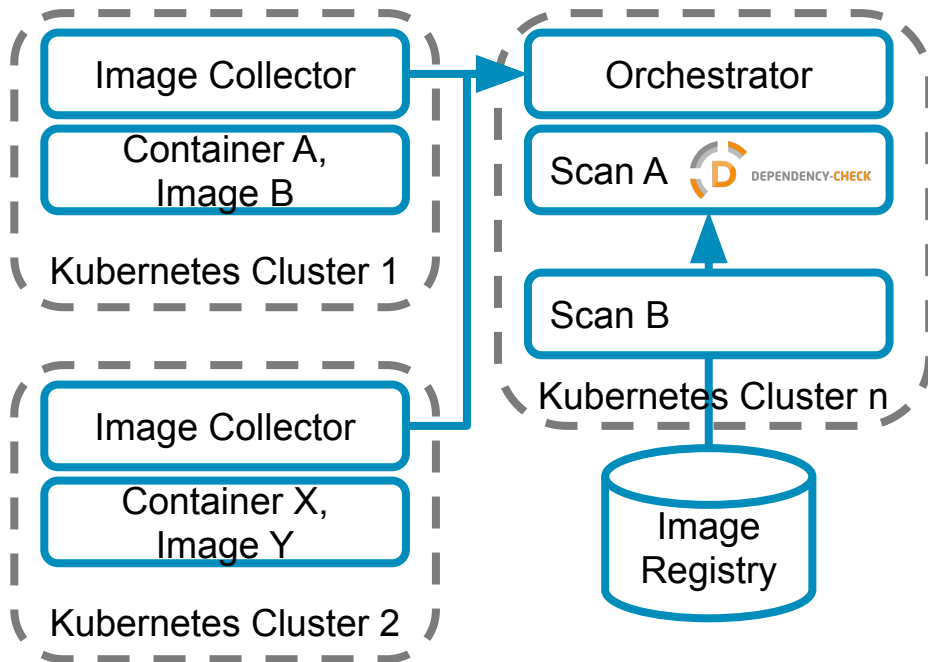 Image Collector
Container A,
Image B
Kubernetes Cluster 1
Image Collector
Container X,
Image Y
Kubernetes Cluster 2
Orchestrator
Scan A
D
DEPENDENCY-CHECK
Scan B
Kubernetes Cluster n
Image
Registry